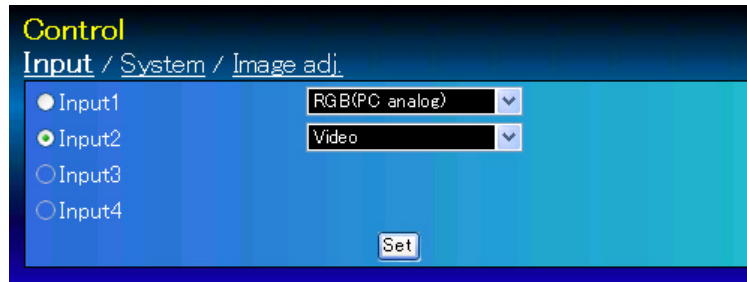 Control
Input / System / Image adj.
Input1 RGB(PC analog)
Input2 Video
Input3
Input4
Set